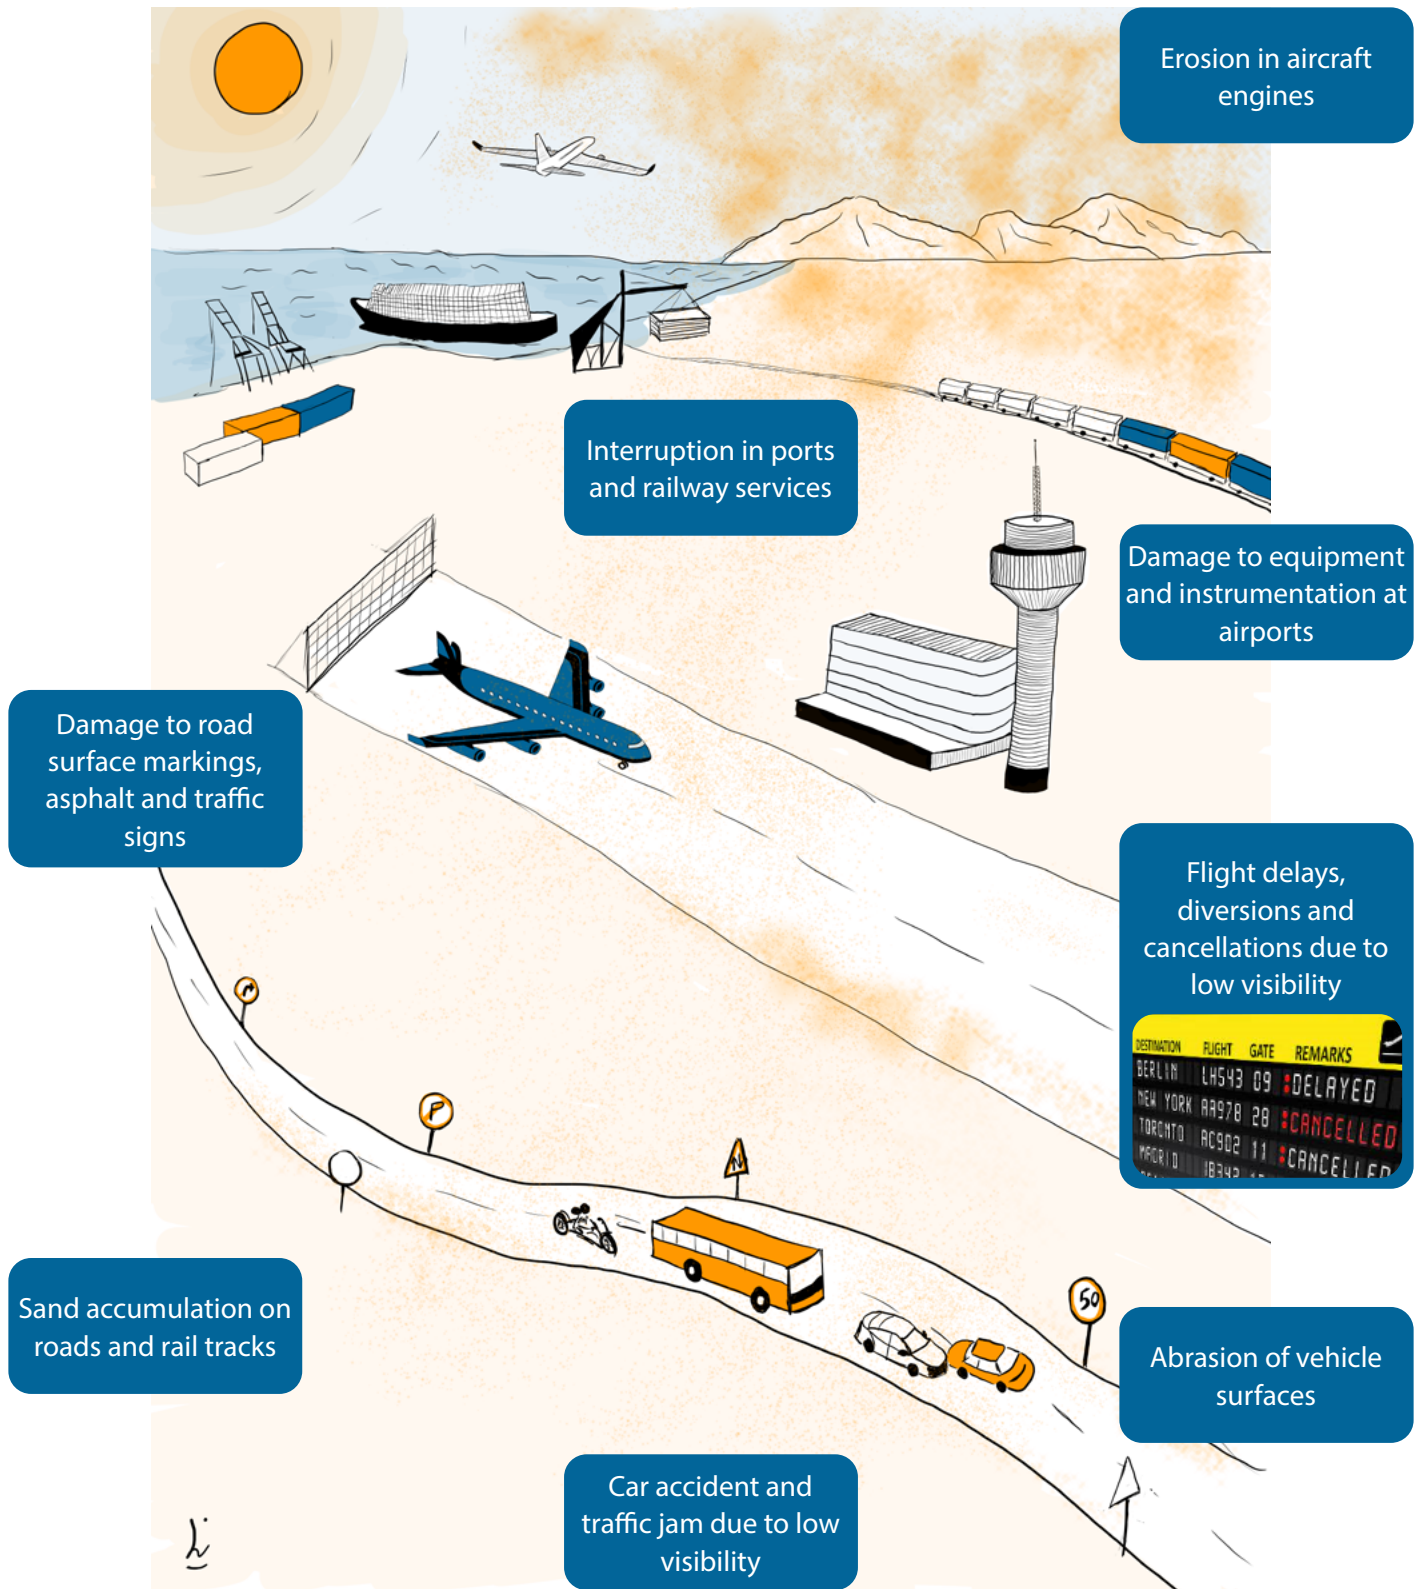 Erosion in aircraft
engines
Interruption in ports
and railway services
Damage to equipment
and instrumentation at
airports
Damage to road
surface markings,
asphalt and traffic
signs
Flight delays,
diversions and
cancellations due to
low visibility
DESTINATION FLIGHT GATE REMARKS
BERLIN LH543 09 :DELAYED
NEW YORK AA978 28 :CANCELLED
TORONTO AC902 11 :CANCELLED
MADRID IB342
P
N
50
Sand accumulation on
roads and rail tracks
Abrasion of vehicle
surfaces
Car accident and
traffic jam due to low
visibility